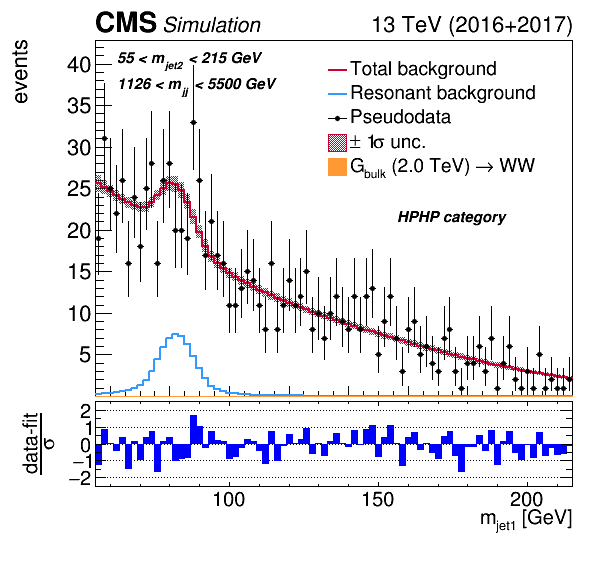 CMS Simulation 13 TeV (2016+2017)
events
55 < m_jet2 < 215 GeV
1126 < m_jj < 5500 GeV
Total background
Resonant background
Pseudodata
± 1σ unc.
G_bulk (2.0 TeV) → WW
HPHP category
40
35
30
25
20
15
10
5
data-fit
σ
2
1
0
−1
−2
100 150 200
m_jet1 [GeV]